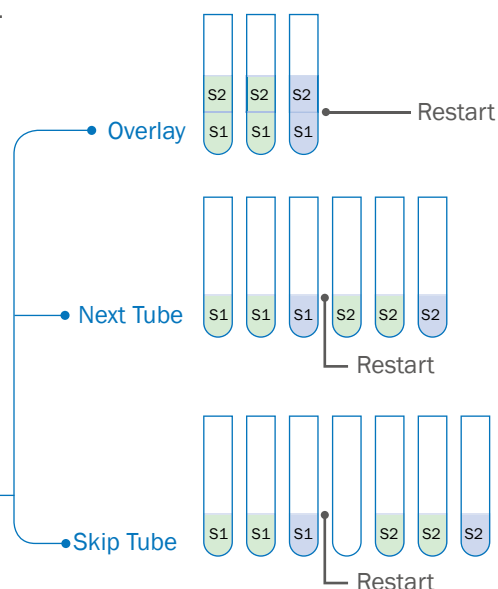 S2 S2 S2
Restart
Overlay
S1 S1 S1
Next Tube
S1 S1 S1 S2 S2 S2
Restart
Skip Tube
S1 S1 S1 S2 S2 S2
Restart